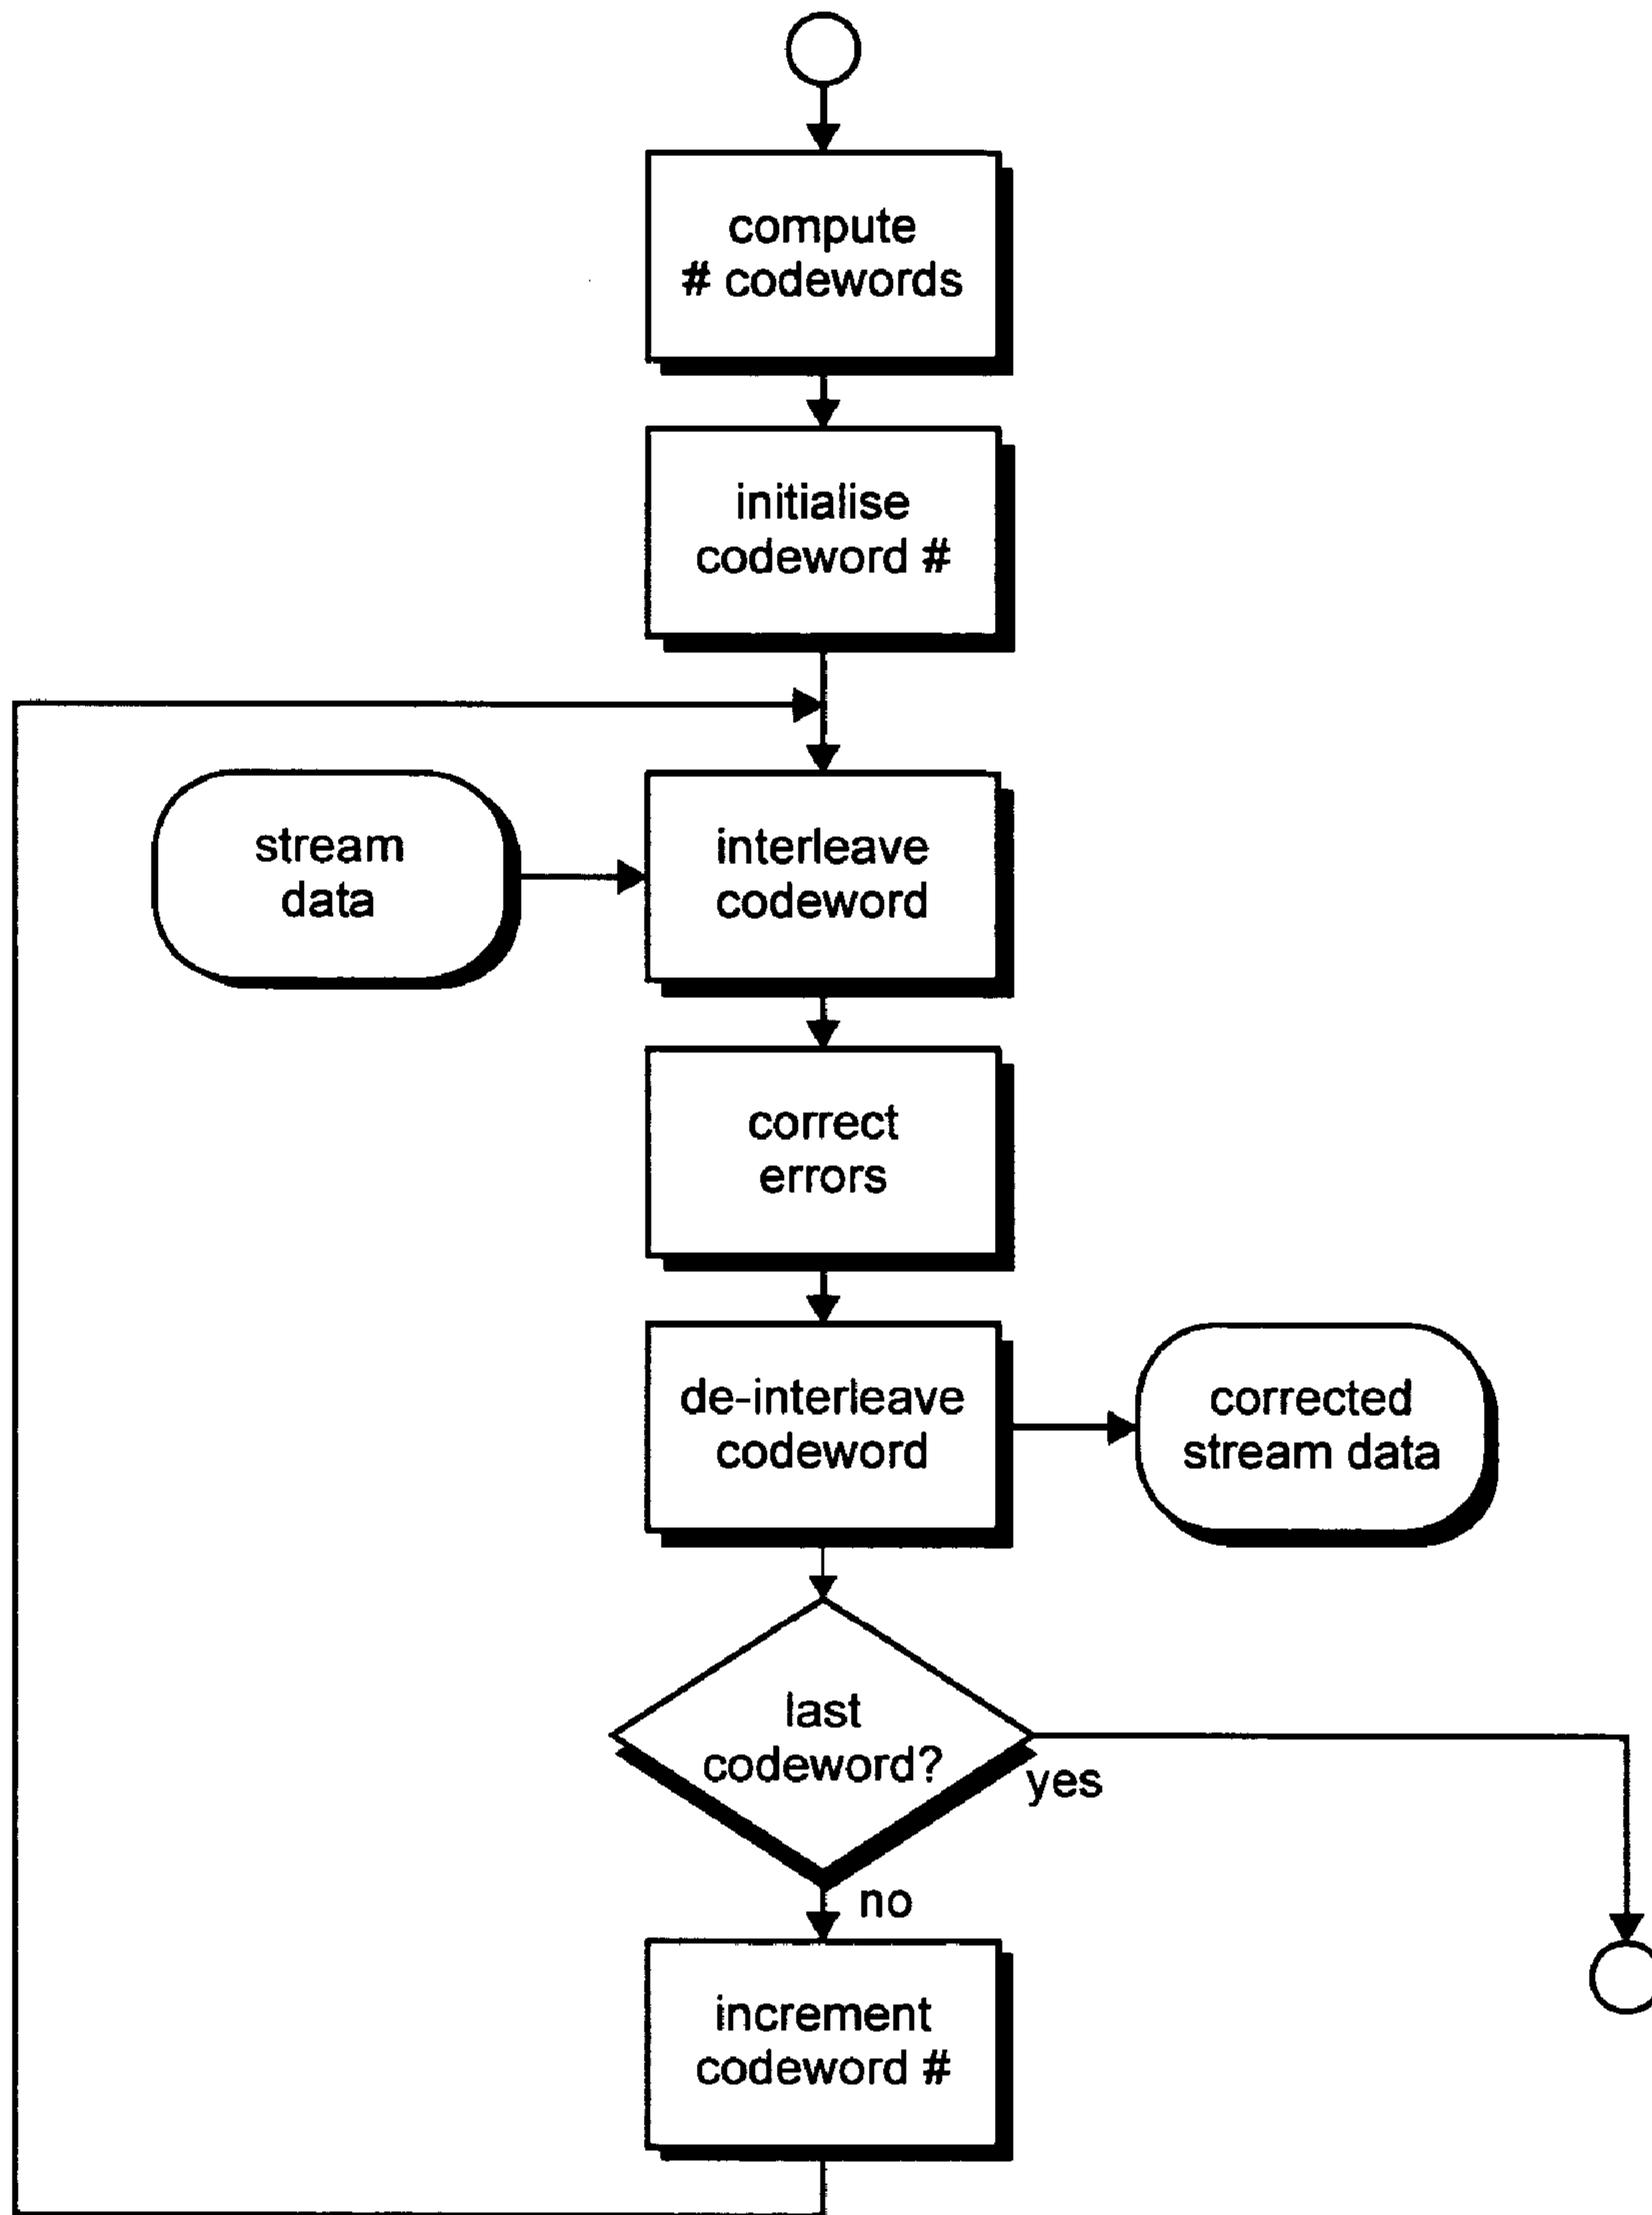 compute
# codewords
initialise
codeword #
stream
data
interleave
codeword
correct
errors
de-interleave
codeword
corrected
stream data
last
codeword?
yes
no
increment
codeword #